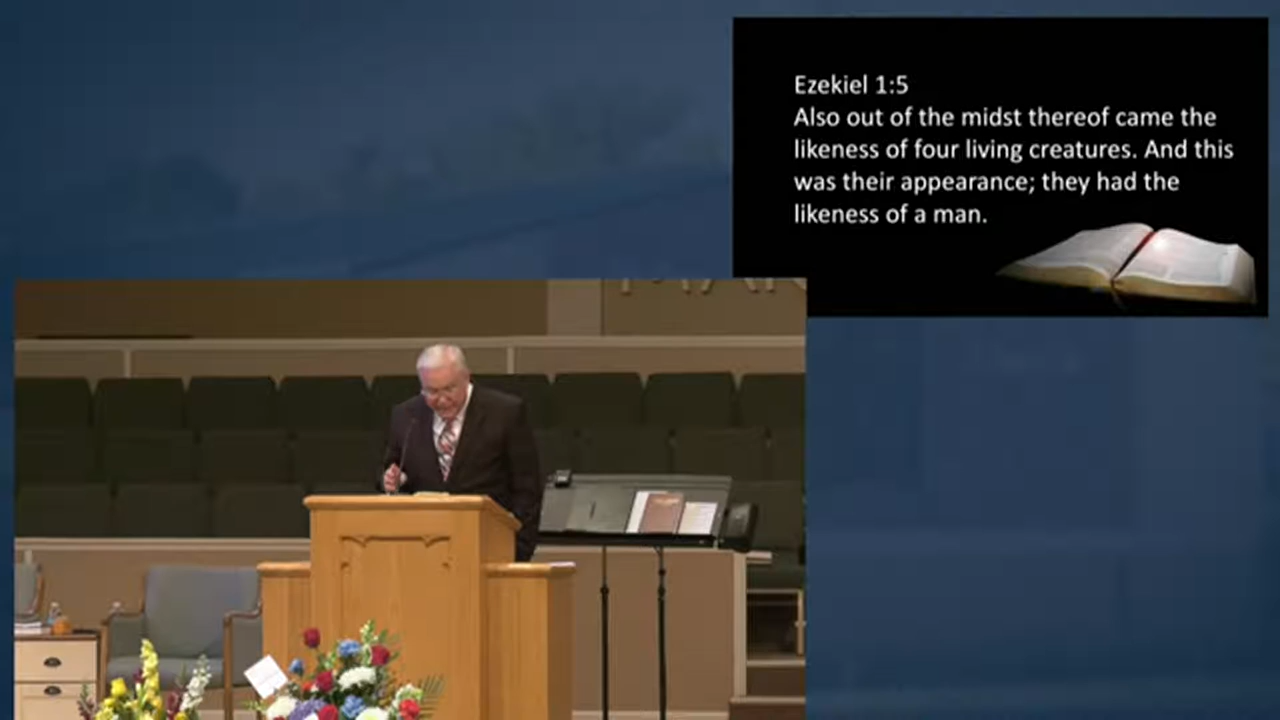 Ezekiel 1:5
Also out of the midst thereof came the
likeness of four living creatures. And this
was their appearance; they had the
likeness of a man.